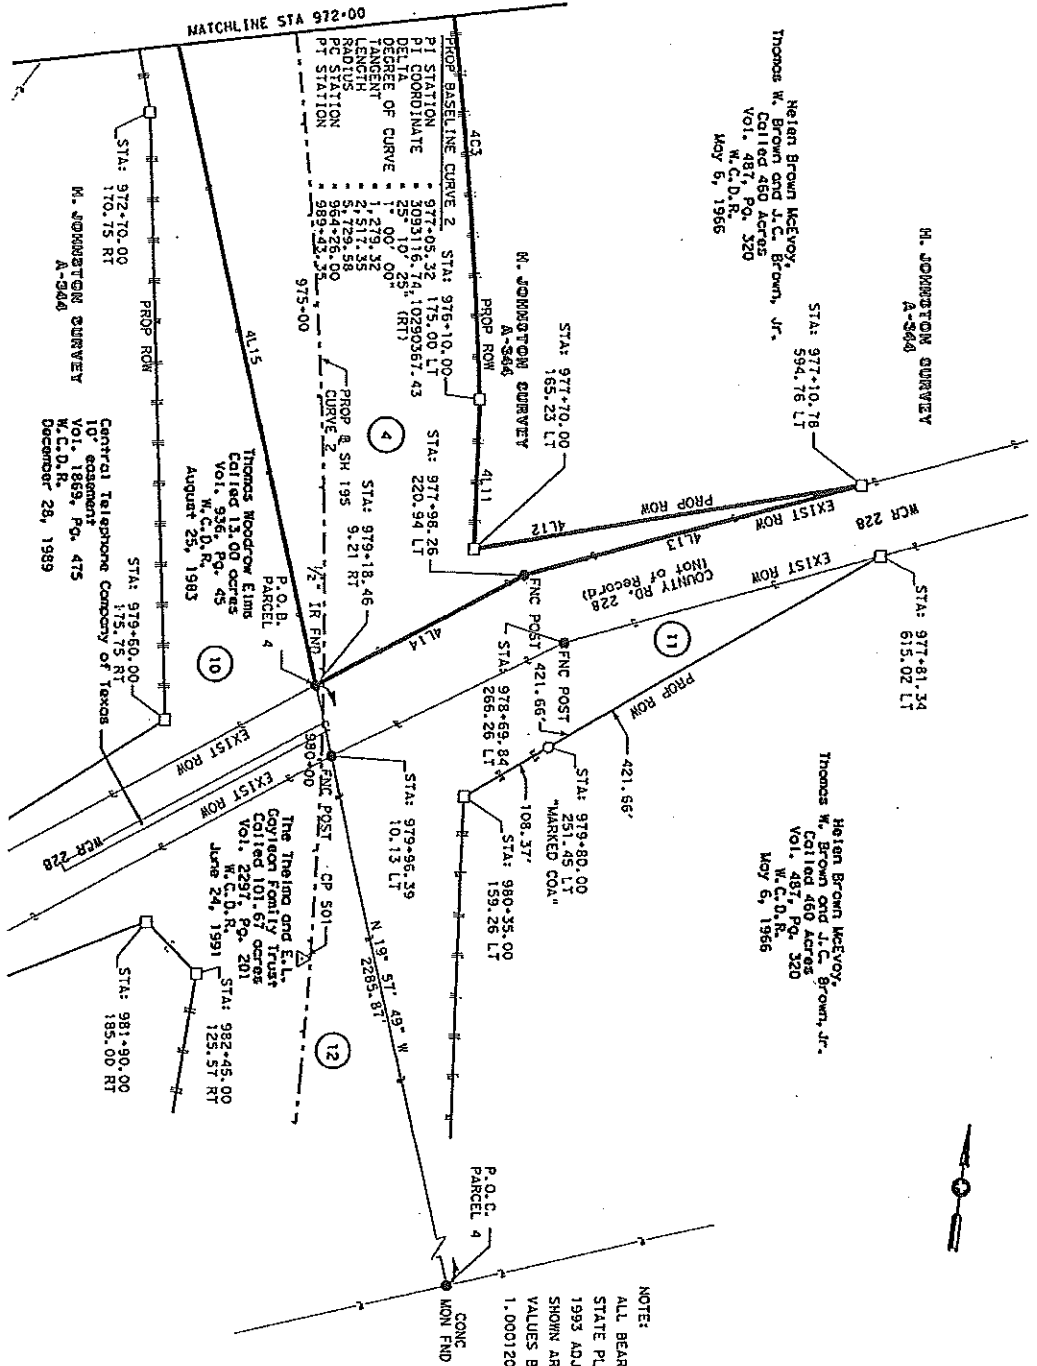 MATCHLINE STA 972+00
Helen Brown McEvoy,
Thomas W. Brown and J.C. Brown, Jr.
Called 460 Acres
Vol. 487, Pg. 320
W.C.D.R.
May 6, 1966
M. JOHNSTON SURVEY
A-344
PROP BASELINE CURVE 2
PI STATION = 977+05.32
PI COORDINATE = 3093116.74, 10290367.43
DELTA = 25° 10' 25" (RT)
DEGREE OF CURVE = 1° 00' 00"
TANGENT = 1,279.32
LENGTH = 2,517.35
RADIUS = 5,729.58
PC STATION = 964+26.00
PT STATION = 989+43.35
4C3
PROP ROW
STA: 976+10.00
175.00 LT
M. JOHNSTON SURVEY
A-344
4L11
STA: 977+70.00
165.23 LT
STA: 977+10.76
594.76 LT
PROP ROW
4L12
EXIST ROW
4L13
WCR 228
EXIST ROW
COUNTY RD. 228
(Not of Record)
STA: 977+81.34
615.02 LT
11
PROP ROW
421.66'
STA: 977+96.26
220.94 LT
FNC POST
4L14
FNC POST
421.66'
STA: 978+69.84
266.26 LT
STA: 979+80.00
251.45 LT
"MARKED COA"
108.37'
STA: 980+35.00
159.26 LT
Helen Brown McEvoy,
Thomas W. Brown and J.C. Brown, Jr.
Called 460 Acres
Vol. 487, Pg. 320
W.C.D.R.
May 6, 1966
975+00
PROP B SH 195
CURVE 2
4
STA: 979+18.46
9.21 RT
1/2" IR FND
P.O.B.
PARCEL 4
4L15
Thomas Woodrow Elms
Called 13.00 acres
Vol. 936, Pg. 45
W.C.D.R.
August 25, 1983
10
STA: 972+70.00
170.75 RT
PROP ROW
M. JOHNSTON SURVEY
A-344
STA: 979+60.00
175.75 RT
Central Telephone Company of Texas
10' easement
Vol. 1869, Pg. 475
W.C.D.R.
December 28, 1989
EXIST ROW
EXIST ROW
WCR 228
980+00
FNC POST
STA: 979+96.39
10.13 LT
CP 501
The Thelma and E.L.
Gayleon Family Trust
Called 101.67 acres
Vol. 2297, Pg. 201
W.C.D.R.
June 24, 1991
12
STA: 982+45.00
125.57 RT
STA: 981+90.00
185.00 RT
N 19° 57' 49" W
2285.87'
P.O.C.
PARCEL 4
CONC
MON FND
NOTE:
ALL BEAR
STATE PL
1993 ADJ
SHOWN AR
VALUES B
1.000120